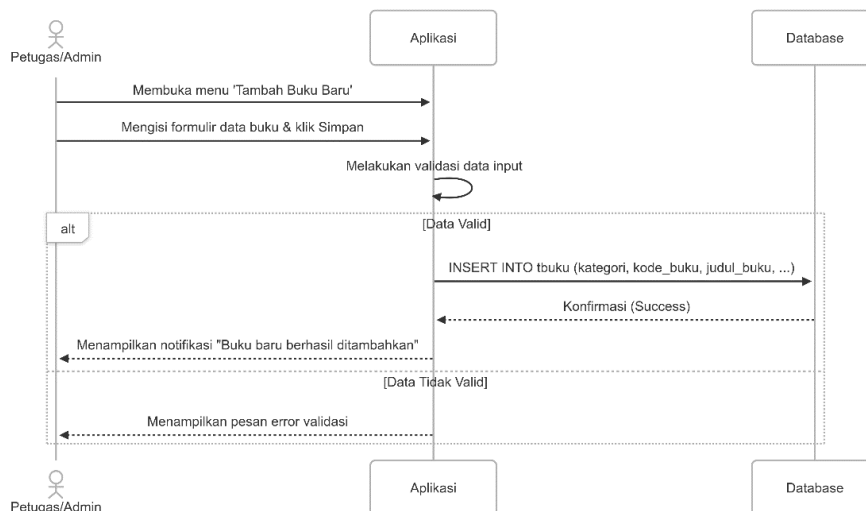 Petugas/Admin
Aplikasi
Database
Membuka menu 'Tambah Buku Baru'
Mengisi formulir data buku & klik Simpan
Melakukan validasi data input
alt
[Data Valid]
INSERT INTO tbuku (kategori, kode_buku, judul_buku, ...)
Konfirmasi (Success)
Menampilkan notifikasi "Buku baru berhasil ditambahkan"
[Data Tidak Valid]
Menampilkan pesan error validasi
Petugas/Admin
Aplikasi
Database